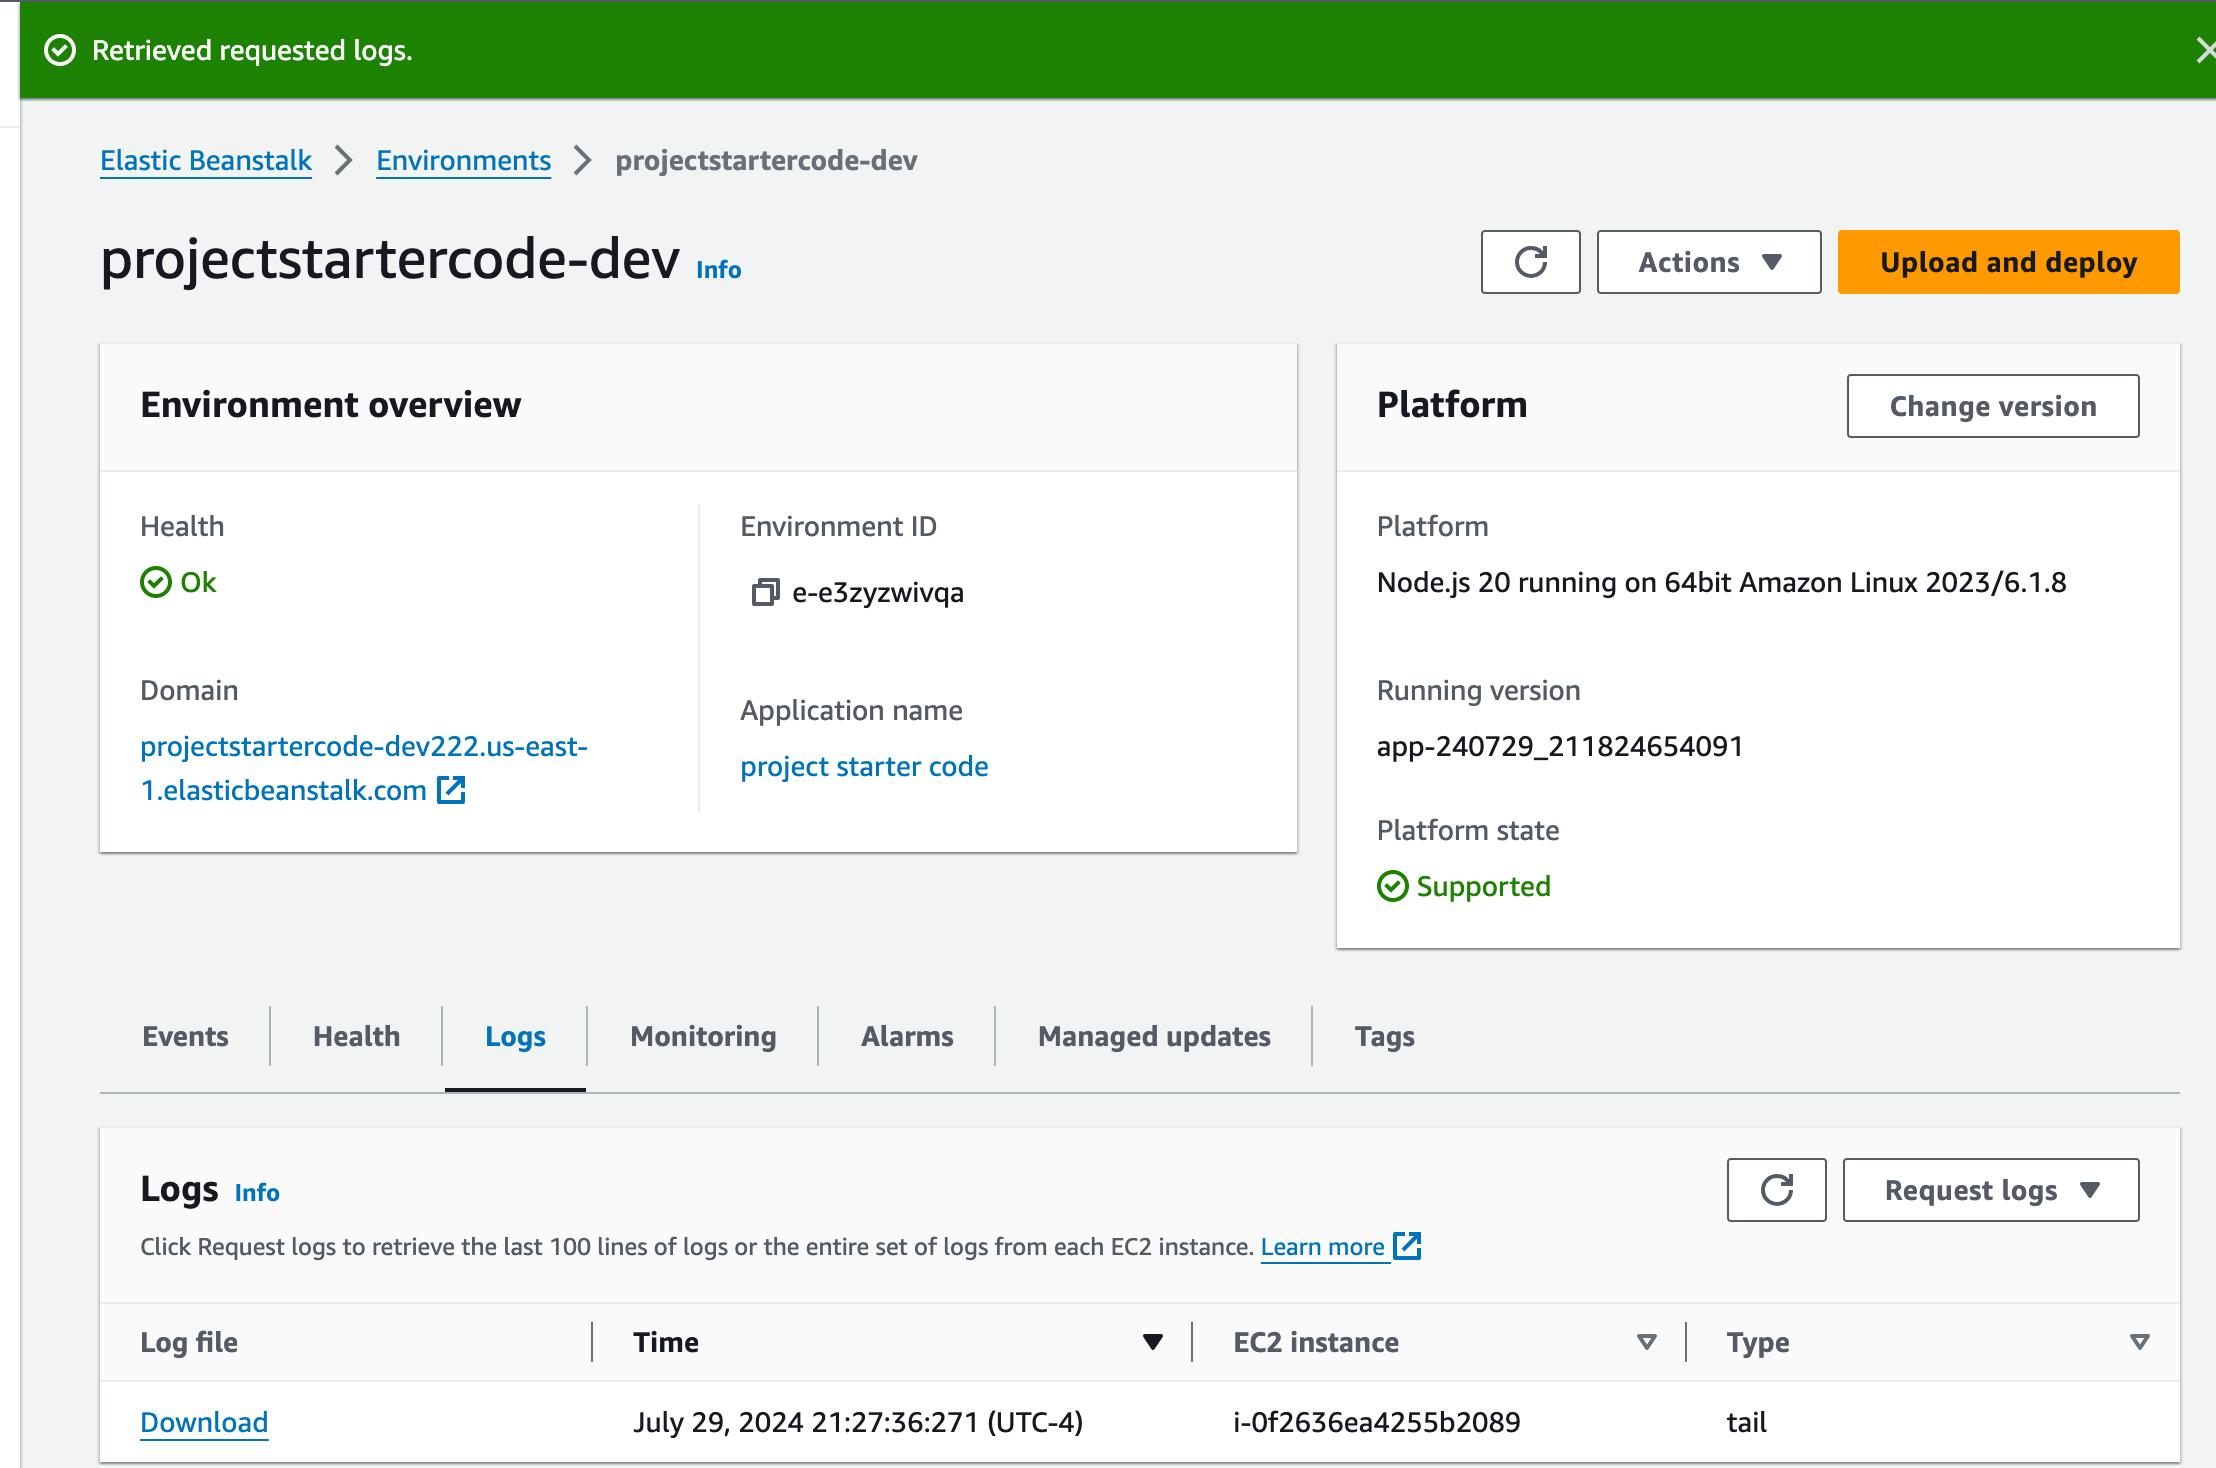 Retrieved requested logs.
Elastic Beanstalk > Environments > projectstartercode-dev
projectstartercode-dev Info
Actions
Upload and deploy
Environment overview
Health
Ok
Domain
projectstartercode-dev222.us-east-
1.elasticbeanstalk.com
Environment ID
e-e3zyzwivqa
Application name
project starter code
Platform
Change version
Platform
Node.js 20 running on 64bit Amazon Linux 2023/6.1.8
Running version
app-240729_211824654091
Platform state
Supported
Events Health Logs Monitoring Alarms Managed updates Tags
Logs Info
Request logs
Click Request logs to retrieve the last 100 lines of logs or the entire set of logs from each EC2 instance. Learn more
Log file Time EC2 instance Type
Download July 29, 2024 21:27:36:271 (UTC-4) i-0f2636ea4255b2089 tail